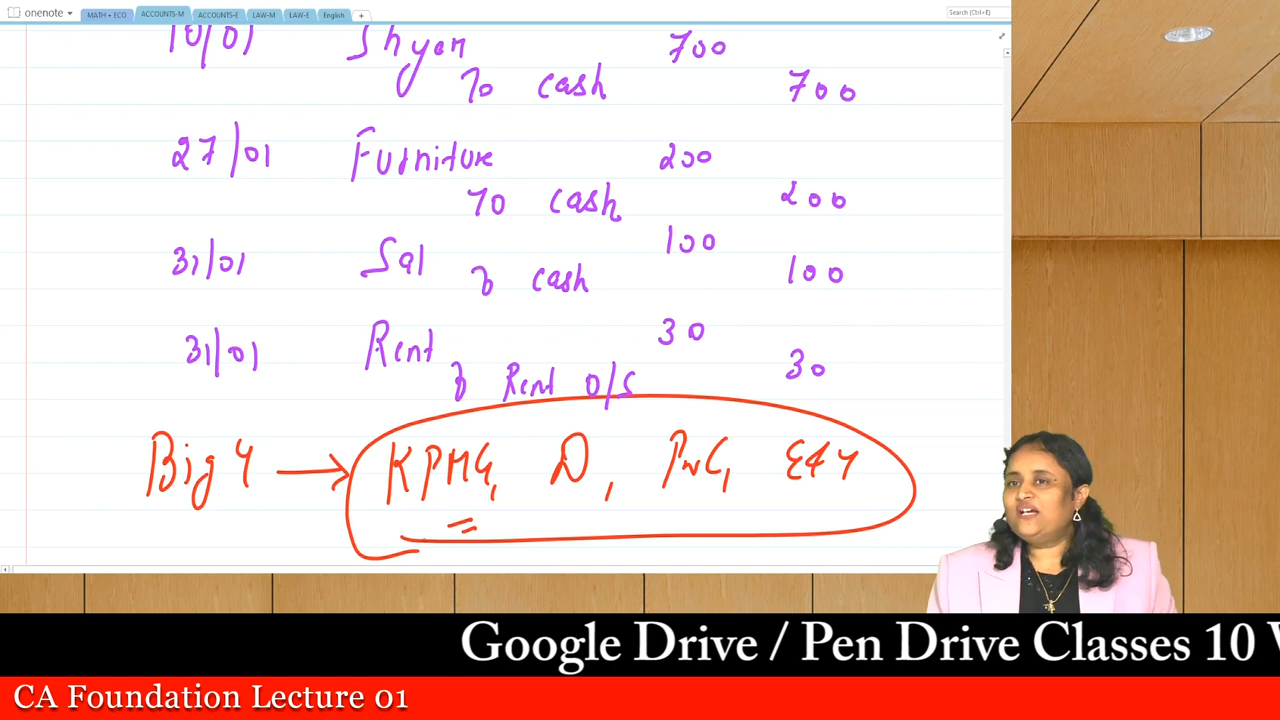 onenote MATH + ECO ACCOUNTS-M ACCOUNTS-E LAW-M LAW-E English + Search (Ctrl+E)
10/01 Shyam 700
To cash 700
27/01 Furniture 200
To cash 200
31/01 Sal 100
To cash 100
31/01 Rent 30
To Rent o/s 30
Big 4 → KPMG, D, PwC, E&Y
Google Drive / Pen Drive Classes 10
CA Foundation Lecture 01